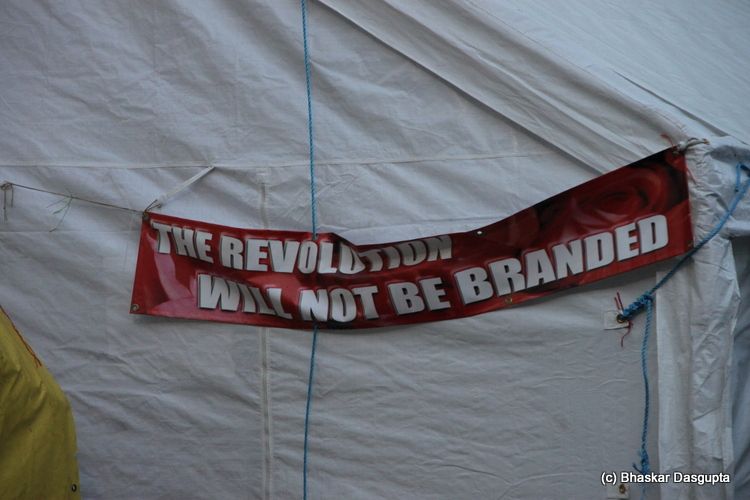 THE REVOLUTION
WILL NOT BE BRANDED
(c) Bhaskar Dasgupta